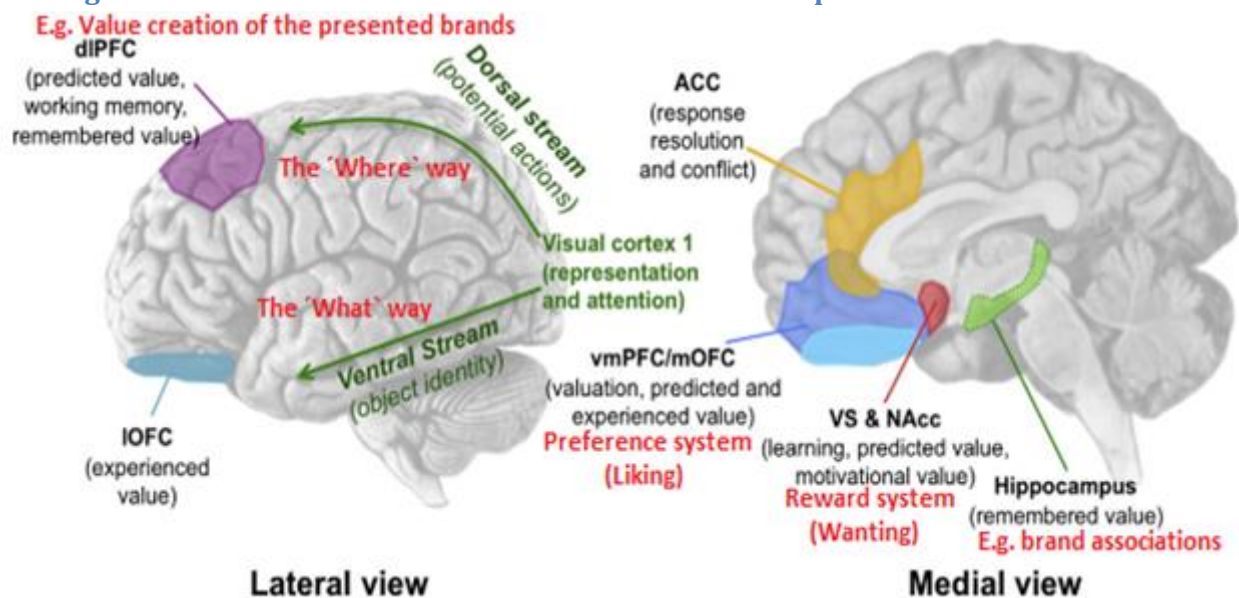 E.g. Value creation of the presented brands
dlPFC
(predicted value,
working memory,
remembered value)
Dorsal stream
(potential actions)
The ´Where` way
Visual cortex 1
(representation
and attention)
The ´What` way
Ventral Stream
(object identity)
lOFC
(experienced
value)
Lateral view
ACC
(response
resolution
and conflict)
vmPFC/mOFC
(valuation, predicted and
experienced value)
Preference system
(Liking)
VS & NAcc
(learning, predicted value,
motivational value)
Reward system
(Wanting)
Hippocampus
(remembered value)
E.g. brand associations
Medial view